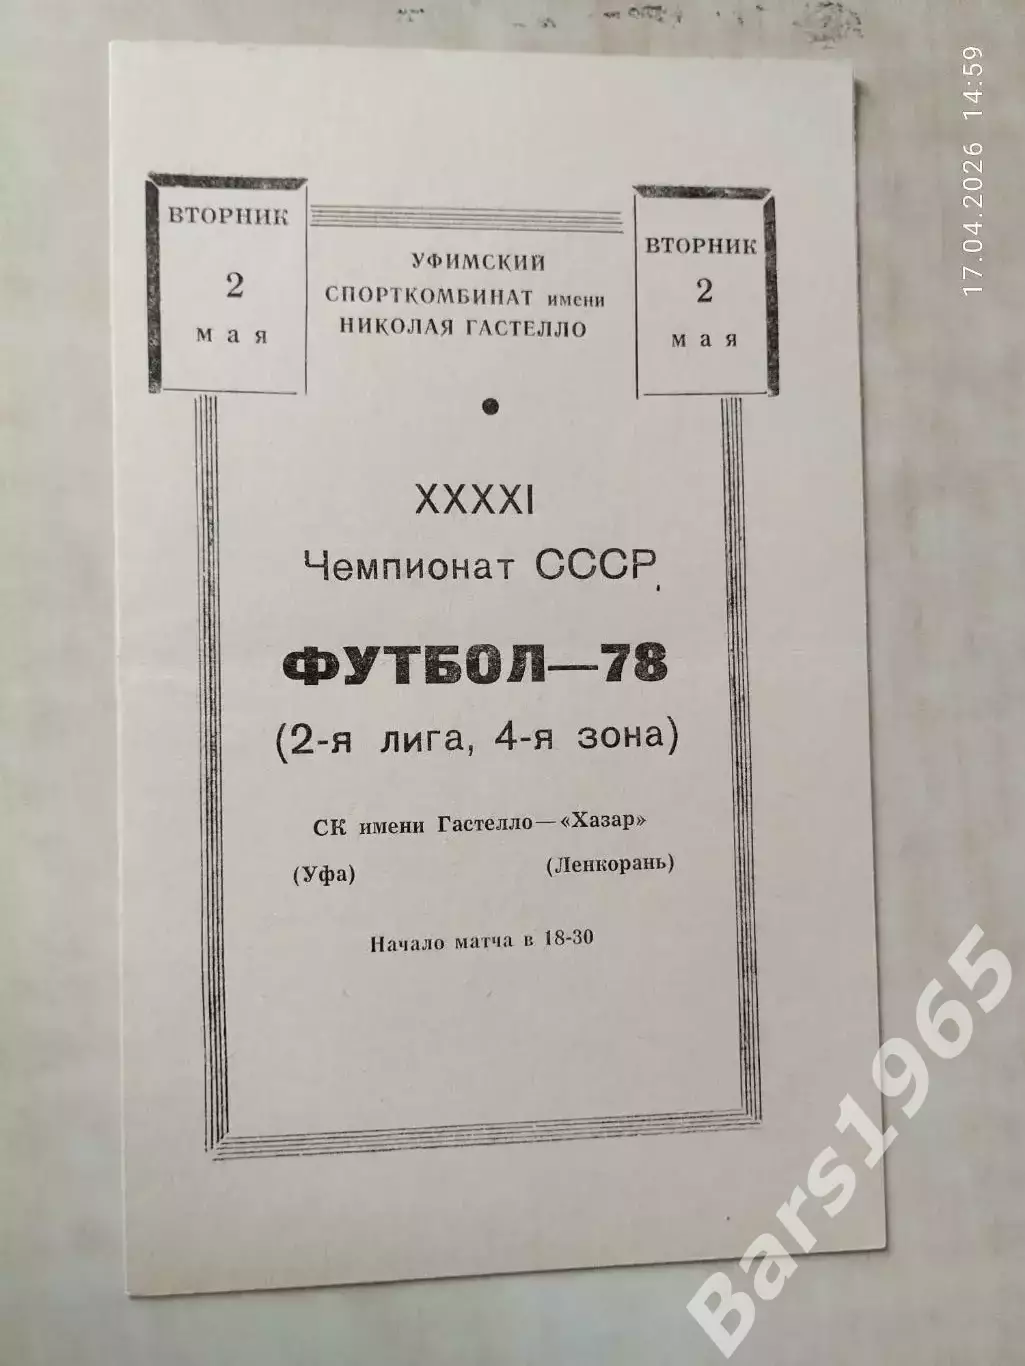 17.04.2026 14:59
ВТОРНИК
2
мая
УФИМСКИЙ
СПОРТКОМБИНАТ имени
НИКОЛАЯ ГАСТЕЛЛО
ВТОРНИК
2
мая
XXXXI
Чемпионат СССР
ФУТБОЛ—78
(2-я лига, 4-я зона)
СК имени Гастелло—«Хазар»
(Уфа) (Ленкорань)
Начало матча в 18-30
Bars1965